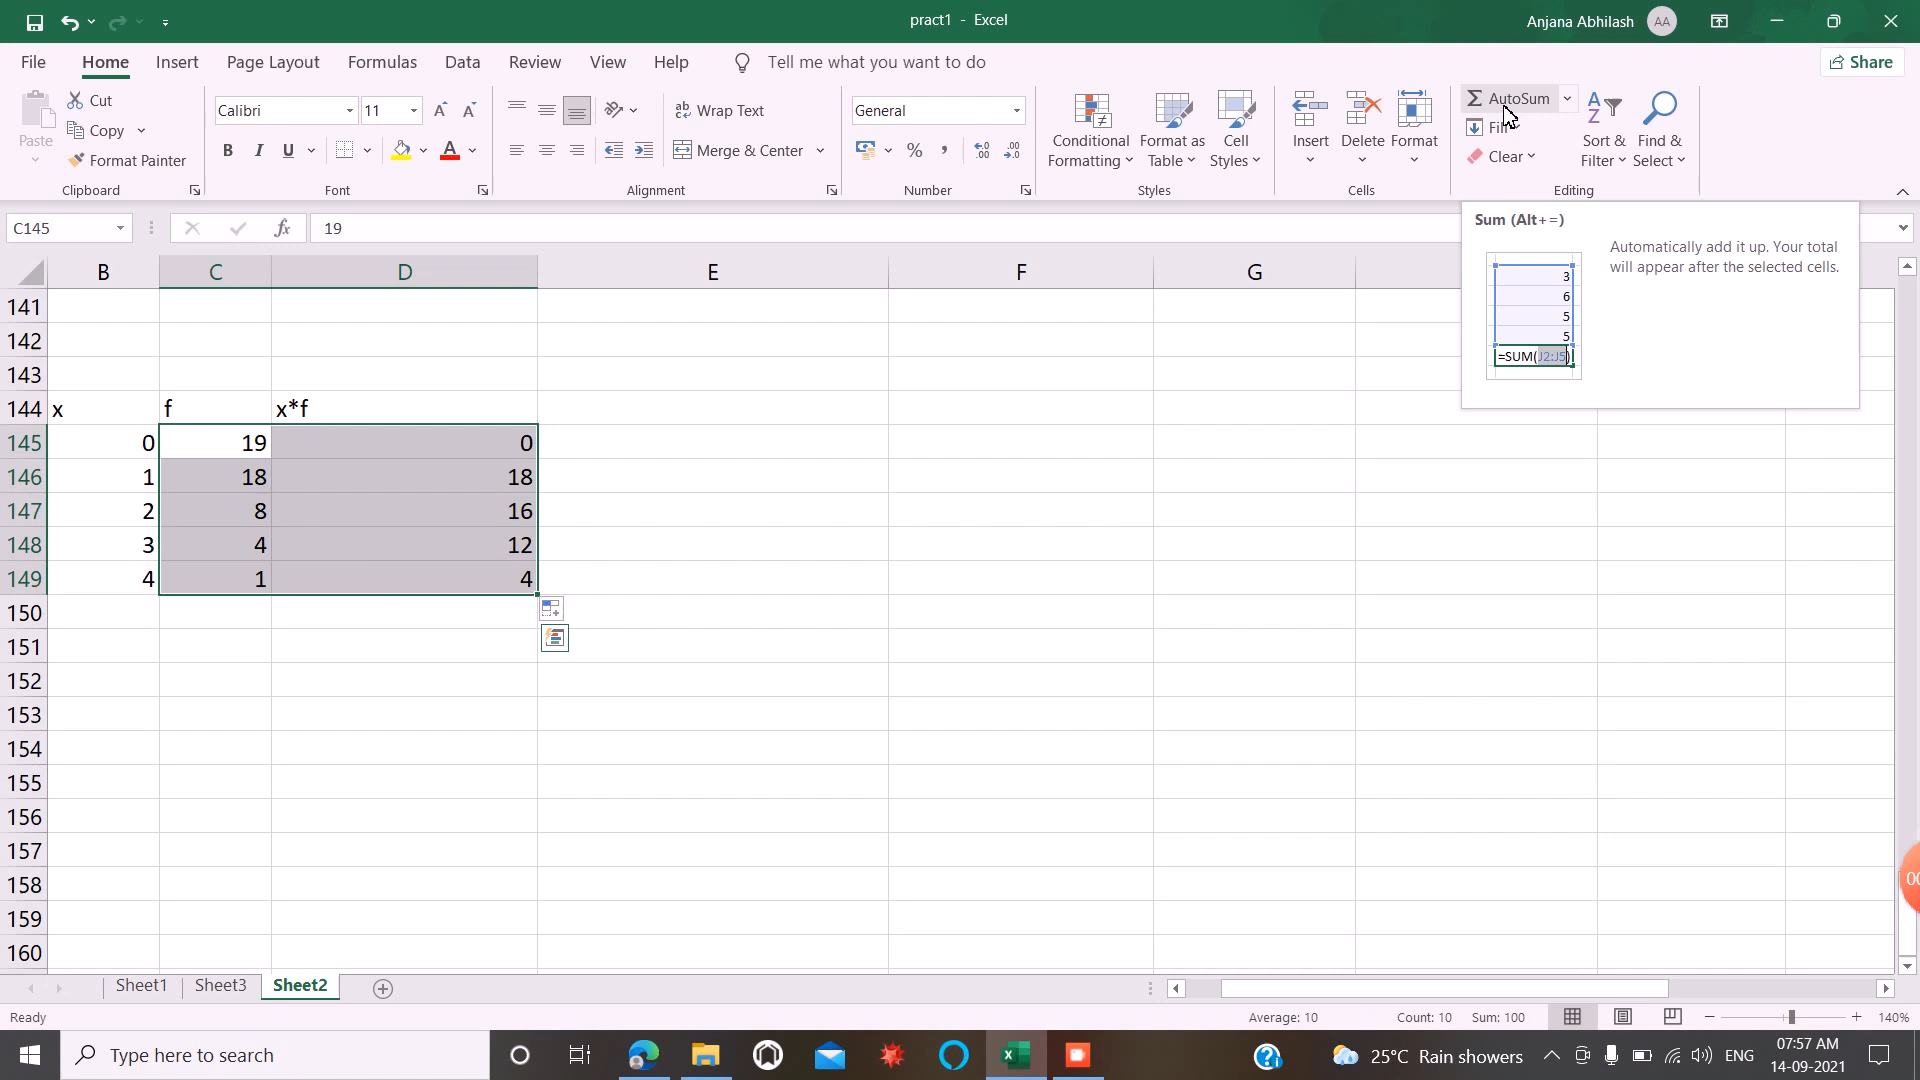 pract1 - Excel
Anjana Abhilash AA
File Home Insert Page Layout Formulas Data Review View Help Tell me what you want to do Share
Paste
Cut
Copy
Format Painter
Clipboard
Calibri 11
B I U
Font
Wrap Text
Merge & Center
Alignment
General
Number
Conditional Formatting
Format as Table
Cell Styles
Styles
Insert Delete Format
Cells
AutoSum
Fill
Clear
Sort & Filter
Find & Select
Editing
C145 fx 19
Sum (Alt+=)
Automatically add it up. Your total
will appear after the selected cells.
3
6
5
5
=SUM(J2:J5)
B C D E F G
141
142
143
144 x f x*f
145 0 19 0
146 1 18 18
147 2 8 16
148 3 4 12
149 4 1 4
150
151
152
153
154
155
156
157
158
159
160
Sheet1 Sheet3 Sheet2
Ready Average: 10 Count: 10 Sum: 100 140%
Type here to search 25°C Rain showers ENG 07:57 AM
14-09-2021